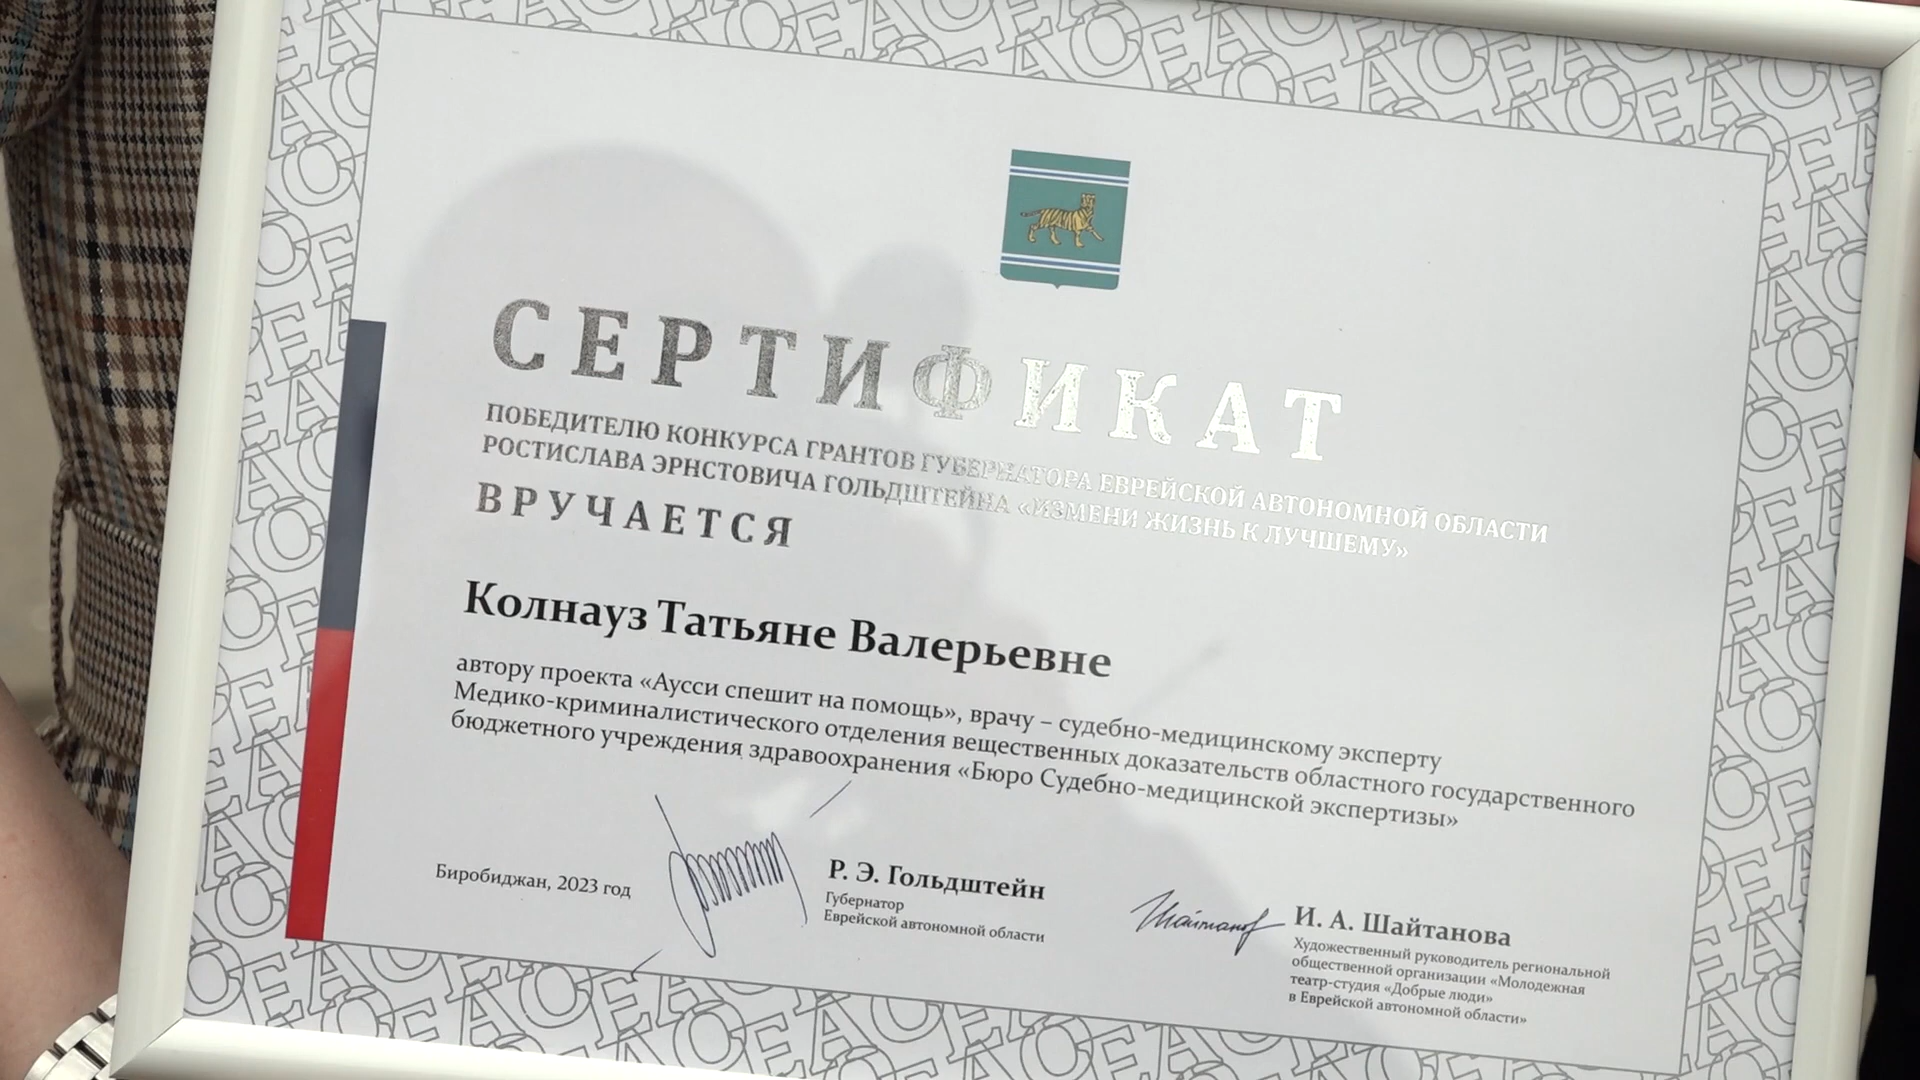 СЕРТИФИКАТ
ПОБЕДИТЕЛЮ КОНКУРСА ГРАНТОВ ГУБЕРНАТОРА ЕВРЕЙСКОЙ АВТОНОМНОЙ ОБЛАСТИ
РОСТИСЛАВА ЭРНСТОВИЧА ГОЛЬДШТЕЙНА «ИЗМЕНИ ЖИЗНЬ К ЛУЧШЕМУ»
ВРУЧАЕТСЯ
Колнауз Татьяне Валерьевне
автору проекта «Аусси спешит на помощь», врачу – судебно-медицинскому эксперту
Медико-криминалистического отделения вещественных доказательств областного государственного
бюджетного учреждения здравоохранения «Бюро Судебно-медицинской экспертизы»
Биробиджан, 2023 год
Р. Э. Гольдштейн
Губернатор
Еврейской автономной области
И. А. Шайтанова
Художественный руководитель региональной
общественной организации «Молодежная
театр-студия «Добрые люди»
в Еврейской автономной области»